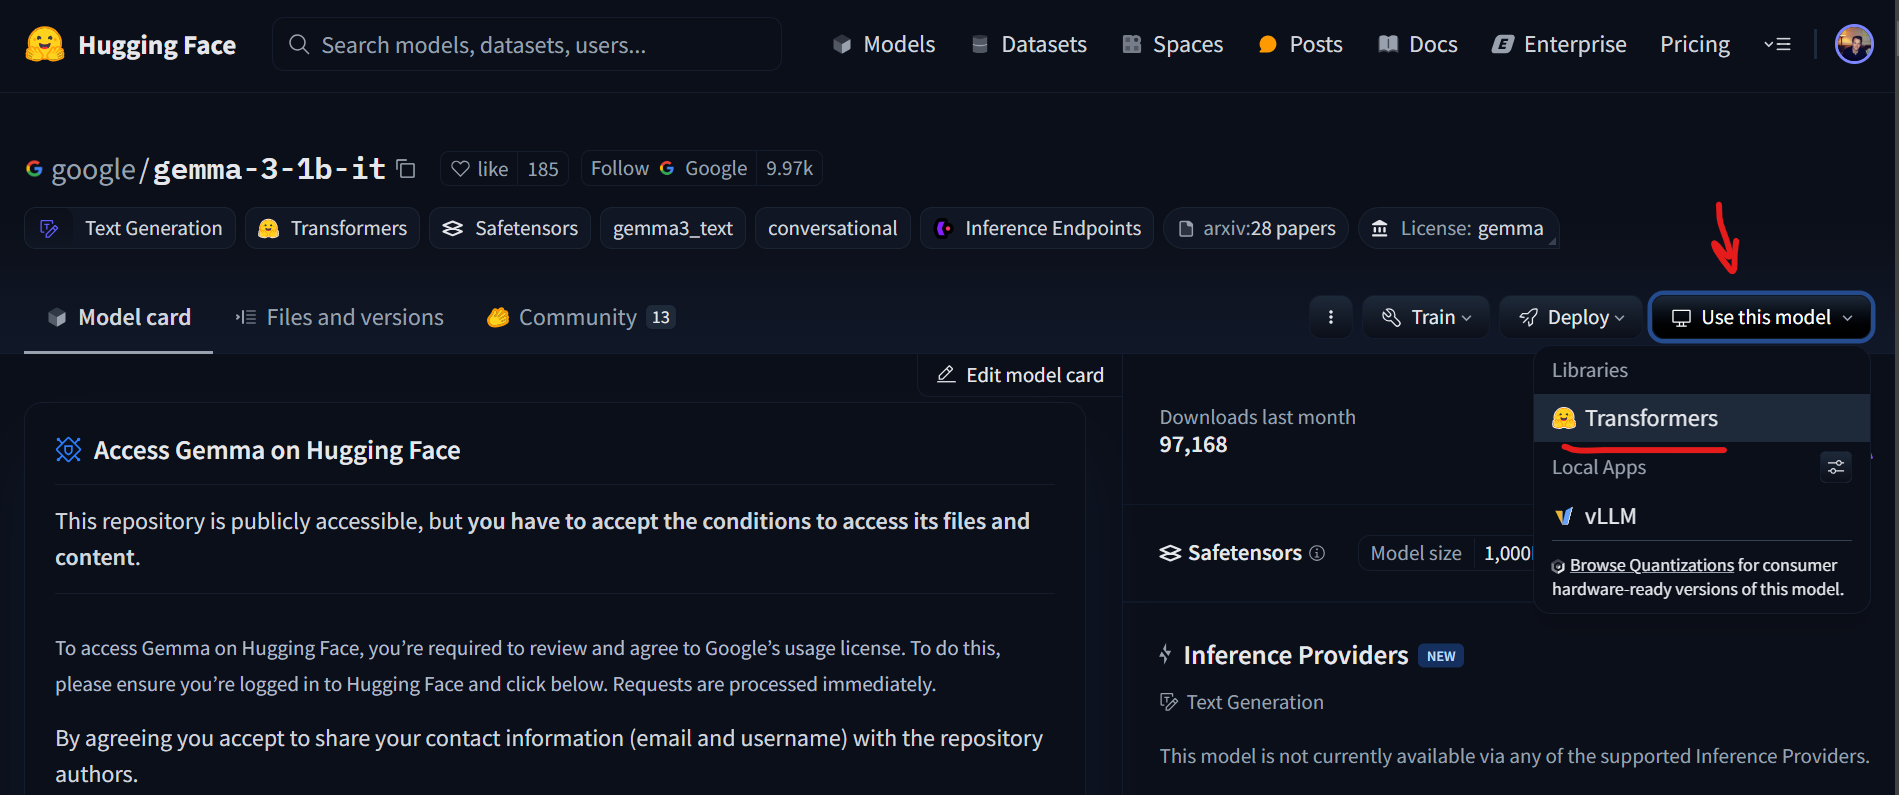 Hugging Face
Search models, datasets, users...
Models
Datasets
Spaces
Posts
Docs
Enterprise
Pricing
google/gemma-3-1b-it
like 185
Follow Google 9.97k
Text Generation
Transformers
Safetensors
gemma3_text
conversational
Inference Endpoints
arxiv:28 papers
License: gemma
Model card
Files and versions
Community 13
Train
Deploy
Use this model
Edit model card
Access Gemma on Hugging Face
This repository is publicly accessible, but you have to accept the conditions to access its files and
content.
To access Gemma on Hugging Face, you’re required to review and agree to Google’s usage license. To do this,
please ensure you’re logged in to Hugging Face and click below. Requests are processed immediately.
By agreeing you accept to share your contact information (email and username) with the repository
authors.
Downloads last month
97,168
Safetensors
Model size 1,000
Inference Providers NEW
Text Generation
This model is not currently available via any of the supported Inference Providers.
Libraries
Transformers
Local Apps
vLLM
Browse Quantizations for consumer
hardware-ready versions of this model.